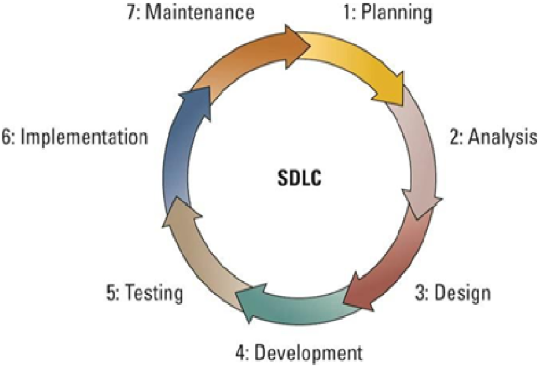 7: Maintenance
1: Planning
6: Implementation
2: Analysis
SDLC
5: Testing
3: Design
4: Development